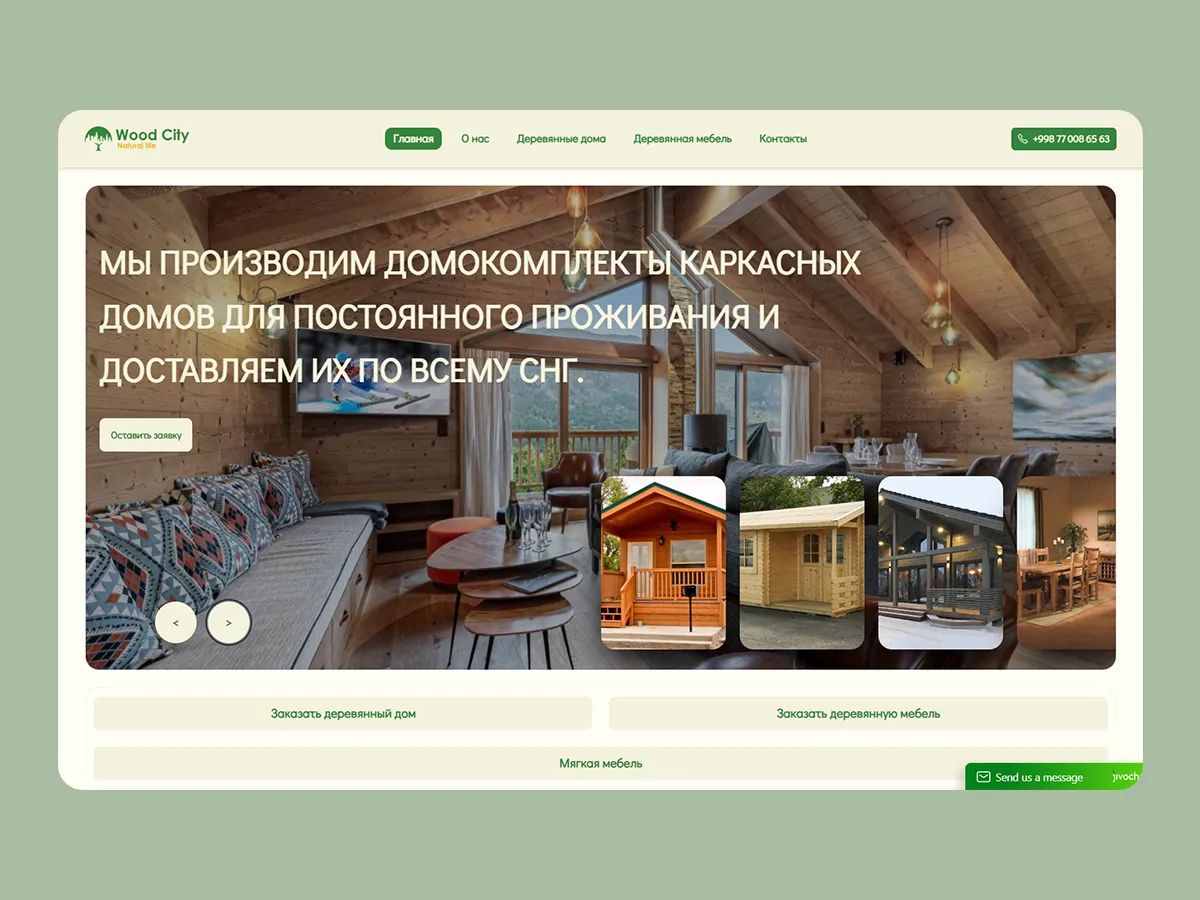 Wood City
Natural life
Главная
О нас
Деревянные дома
Деревянная мебель
Контакты
+998 77 008 65 63
МЫ ПРОИЗВОДИМ ДОМОКОМПЛЕКТЫ КАРКАСНЫХ
ДОМОВ ДЛЯ ПОСТОЯННОГО ПРОЖИВАНИЯ И
ДОСТАВЛЯЕМ ИХ ПО ВСЕМУ СНГ.
Оставить заявку
<
>
Заказать деревянный дом
Заказать деревянную мебель
Мягкая мебель
Send us a message